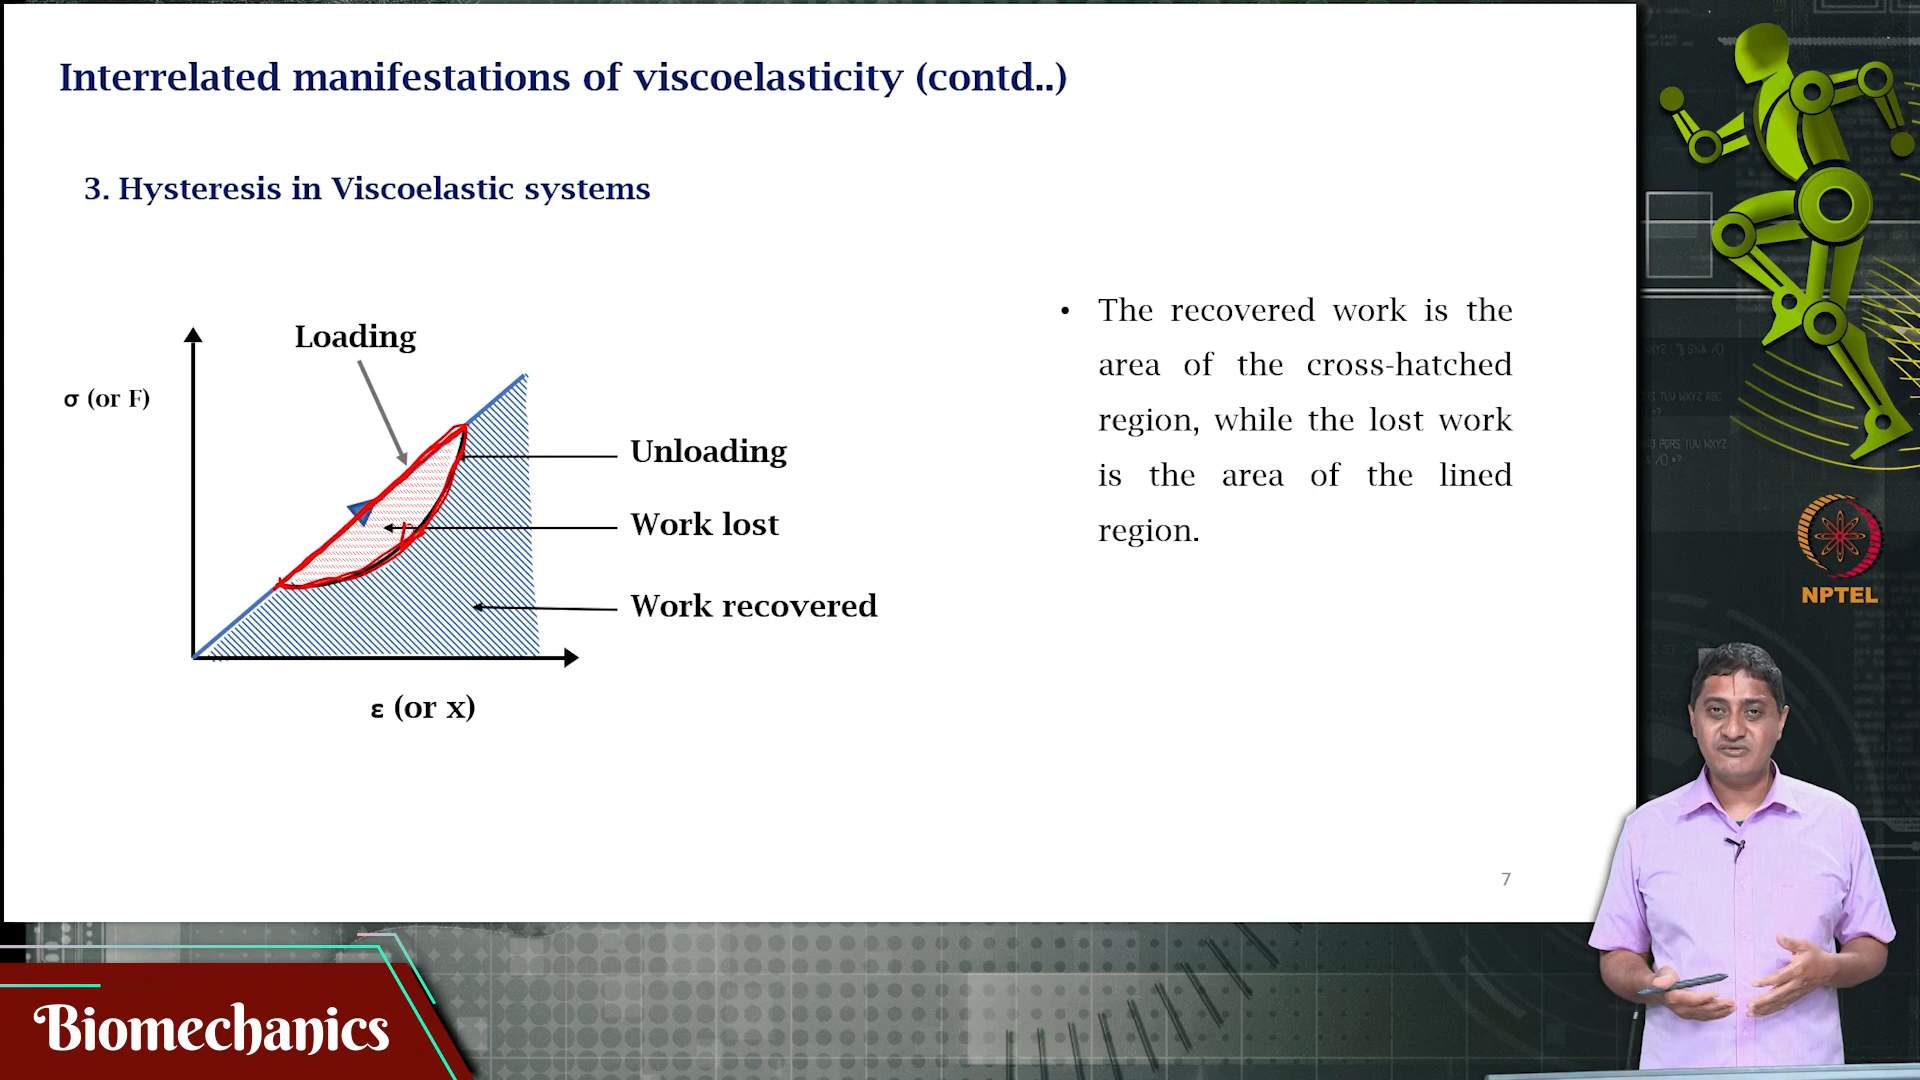 Interrelated manifestations of viscoelasticity (contd..)
3. Hysteresis in Viscoelastic systems
Loading
σ (or F)
Unloading
Work lost
Work recovered
ε (or x)
• The recovered work is the
area of the cross-hatched
region, while the lost work
is the area of the lined
region.
7
NPTEL
Biomechanics